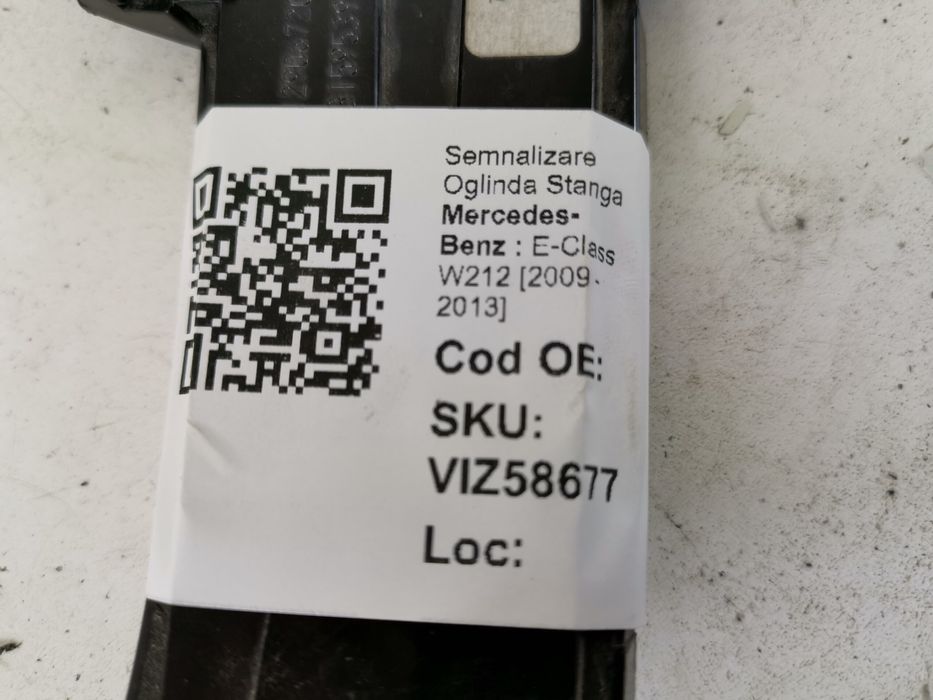 Semnalizare
Oglinda Stanga
Mercedes-
Benz : E-Class
W212 [2009-
2013]
Cod OE:
SKU:
VIZ58677
Loc: